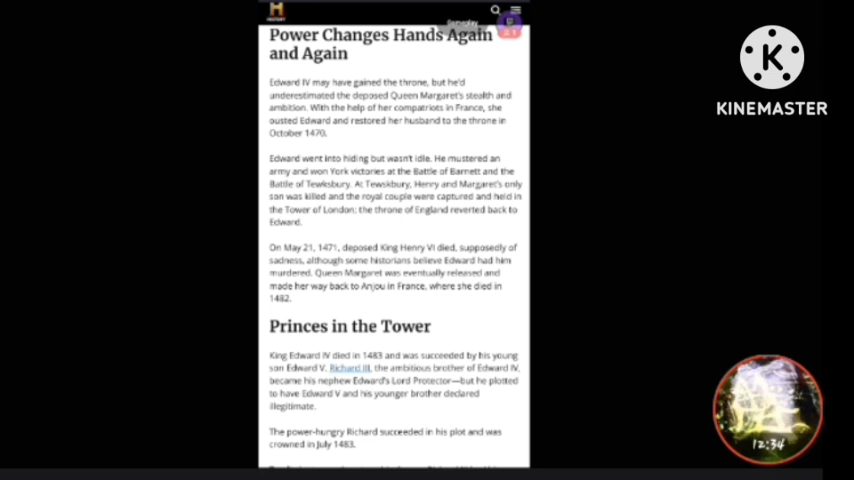 HISTORY
Gameplay
Power Changes Hands Again
and Again
Edward IV may have gained the throne, but he'd
underestimated the deposed Queen Margaret's stealth and
ambition. With the help of her compatriots in France, she
ousted Edward and restored her husband to the throne in
October 1470.
Edward went into hiding but wasn't idle. He mustered an
army and won York victories at the Battle of Barnett and the
Battle of Tewksbury. At Tewskbury, Henry and Margaret's only
son was killed and the royal couple were captured and held in
the Tower of London; the throne of England reverted back to
Edward.
On May 21, 1471, deposed King Henry VI died, supposedly of
sadness, although some historians believe Edward had him
murdered. Queen Margaret was eventually released and
made her way back to Anjou in France, where she died in
1482.
Princes in the Tower
King Edward IV died in 1483 and was succeeded by his young
son Edward V. Richard III, the ambitious brother of Edward IV,
became his nephew Edward's Lord Protector—but he plotted
to have Edward V and his younger brother declared
illegitimate.
The power-hungry Richard succeeded in his plot and was
crowned in July 1483.
K
KINEMASTER
12:34